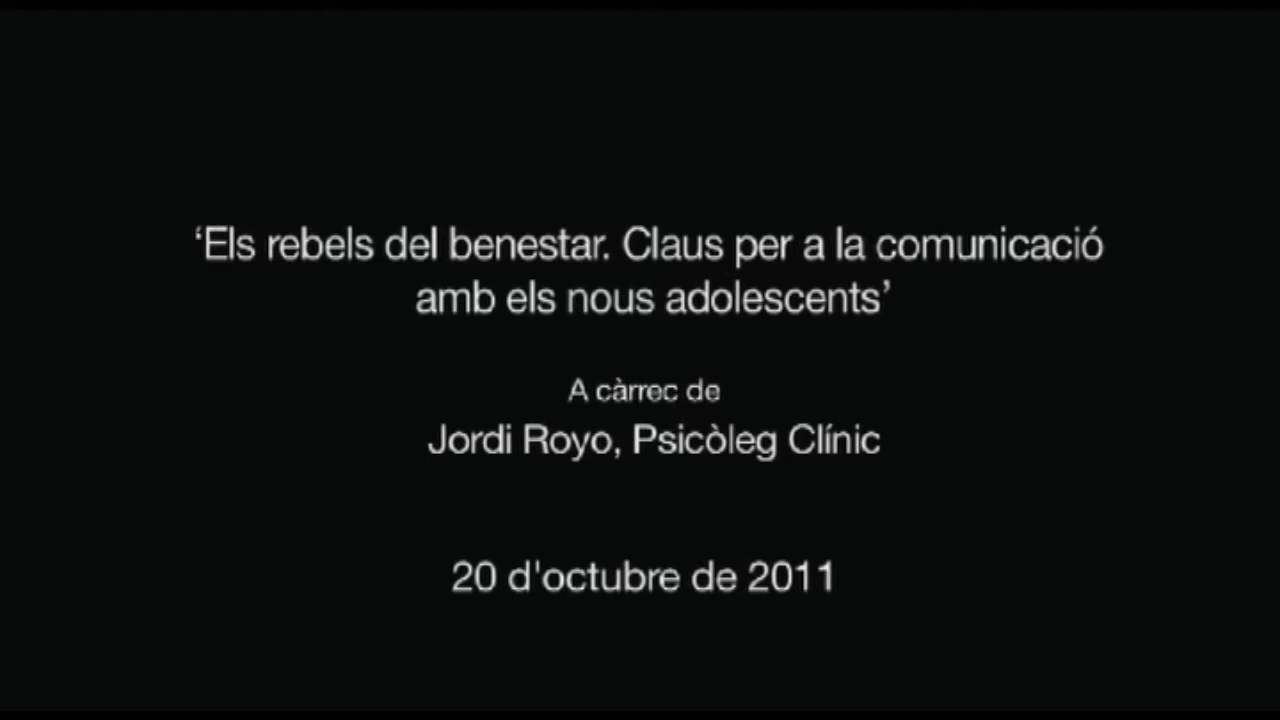 ‘Els rebels del benestar. Claus per a la comunicació
amb els nous adolescents’
A càrrec de
Jordi Royo, Psicòleg Clínic
20 d'octubre de 2011